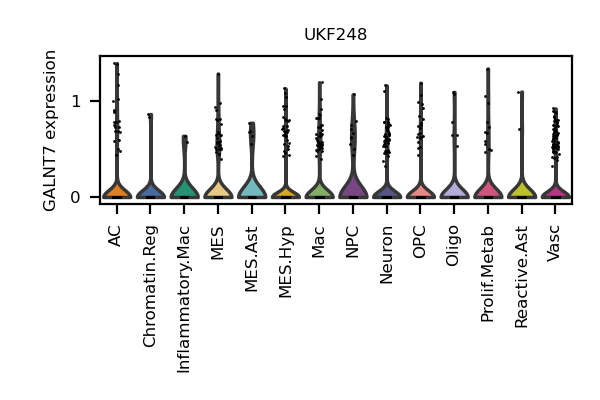 UKF248
GALNT7 expression
1
0
AC
Chromatin.Reg
Inflammatory.Mac
MES
MES.Ast
MES.Hyp
Mac
NPC
Neuron
OPC
Oligo
Prolif.Metab
Reactive.Ast
Vasc